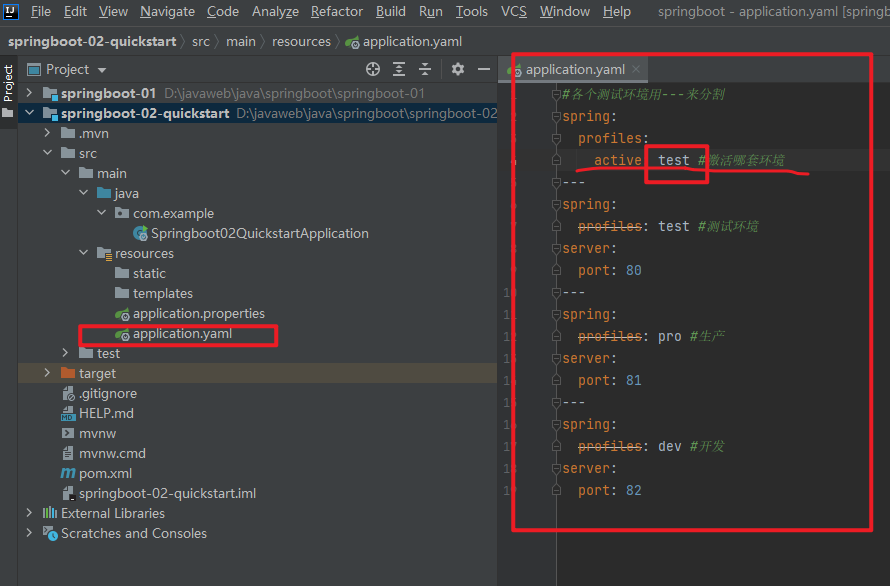 File Edit View Navigate Code Analyze Refactor Build Run Tools VCS Window Help springboot - application.yaml [springb
springboot-02-quickstart src main resources application.yaml
Project
Project
springboot-01 D:\javaweb\java\springboot\springboot-01
springboot-02-quickstart D:\javaweb\java\springboot\springboot-02
.mvn
src
main
java
com.example
Springboot02QuickstartApplication
resources
static
templates
application.properties
application.yaml
test
target
.gitignore
HELP.md
mvnw
mvnw.cmd
pom.xml
springboot-02-quickstart.iml
External Libraries
Scratches and Consoles
application.yaml
#各个测试环境用---来分割
spring:
profiles:
active test #激活哪套环境
---
spring:
profiles: test #测试环境
server:
port: 80
---
spring:
profiles: pro #生产
server:
port: 81
---
spring:
profiles: dev #开发
server:
port: 82